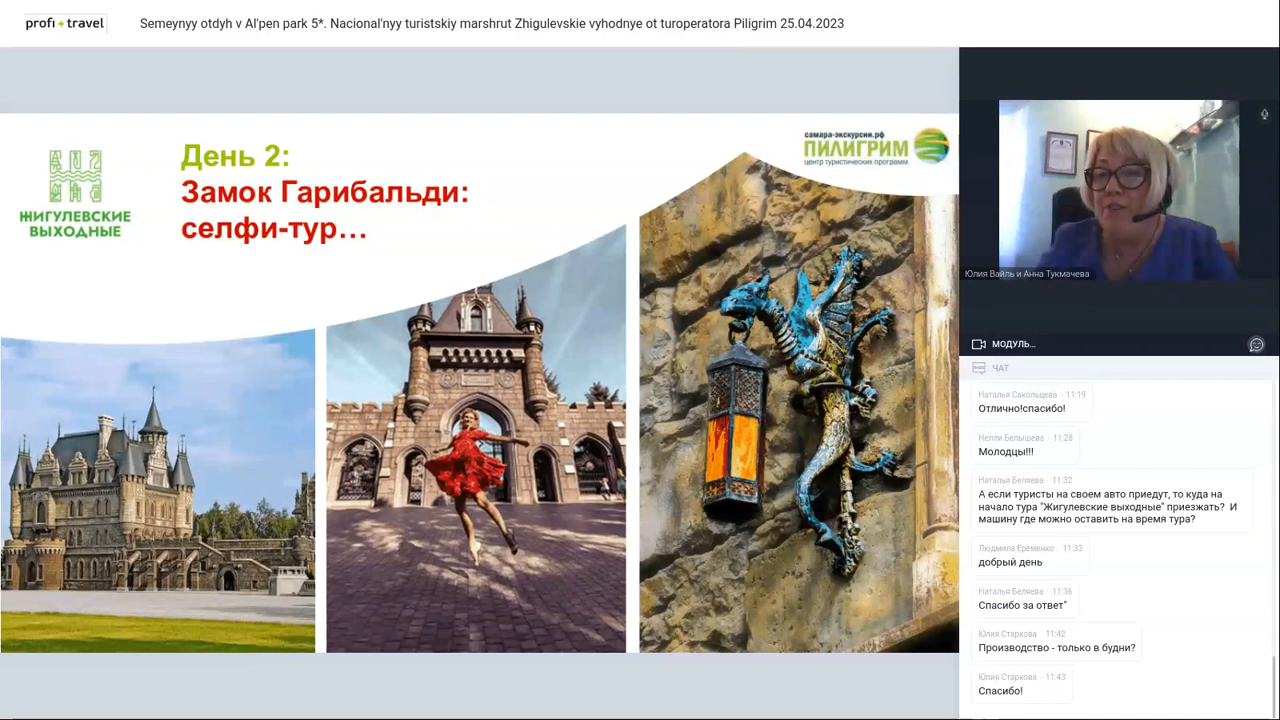 profi travel
Semeynyy otdyh v Al'pen park 5*. Nacional'nyy turistskiy marshrut Zhigulevskie vyhodnye ot turoperatora Piligrim 25.04.2023
ЖИГУЛЕВСКИЕ
ВЫХОДНЫЕ
День 2:
Замок Гарибальди:
селфи-тур...
самара-экскурсии.рф
ПИЛИГРИМ
центр туристических программ
Юлия Вайль и Анна Тукмачева
МОДУЛЬ...
ЧАТ
Наталья Сакольцева 11:19
Отлично!спасибо!
Нелли Белышева 11:28
Молодцы!!!
Наталья Беляева 11:32
А если туристы на своем авто приедут, то куда на
начало тура "Жигулевские выходные" приезжать? И
машину где можно оставить на время тура?
Людмила Еременко 11:33
добрый день
Наталья Беляева 11:36
Спасибо за ответ"
Юлия Старкова 11:42
Производство - только в будни?
Юлия Старкова 11:43
Спасибо!